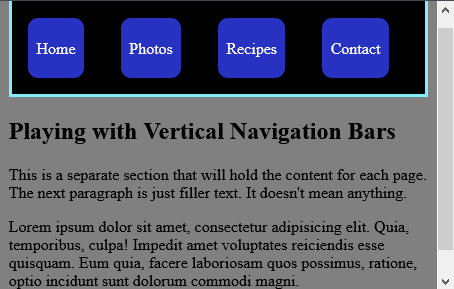 Home Photos Recipes Contact
Playing with Vertical Navigation Bars
This is a separate section that will hold the content for each page.
The next paragraph is just filler text. It doesn't mean anything.
Lorem ipsum dolor sit amet, consectetur adipisicing elit. Quia,
temporibus, culpa! Impedit amet voluptates reiciendis esse
quisquam. Eum quia, facere laboriosam quos possimus, ratione,
optio incidunt sunt dolorum commodi magni.